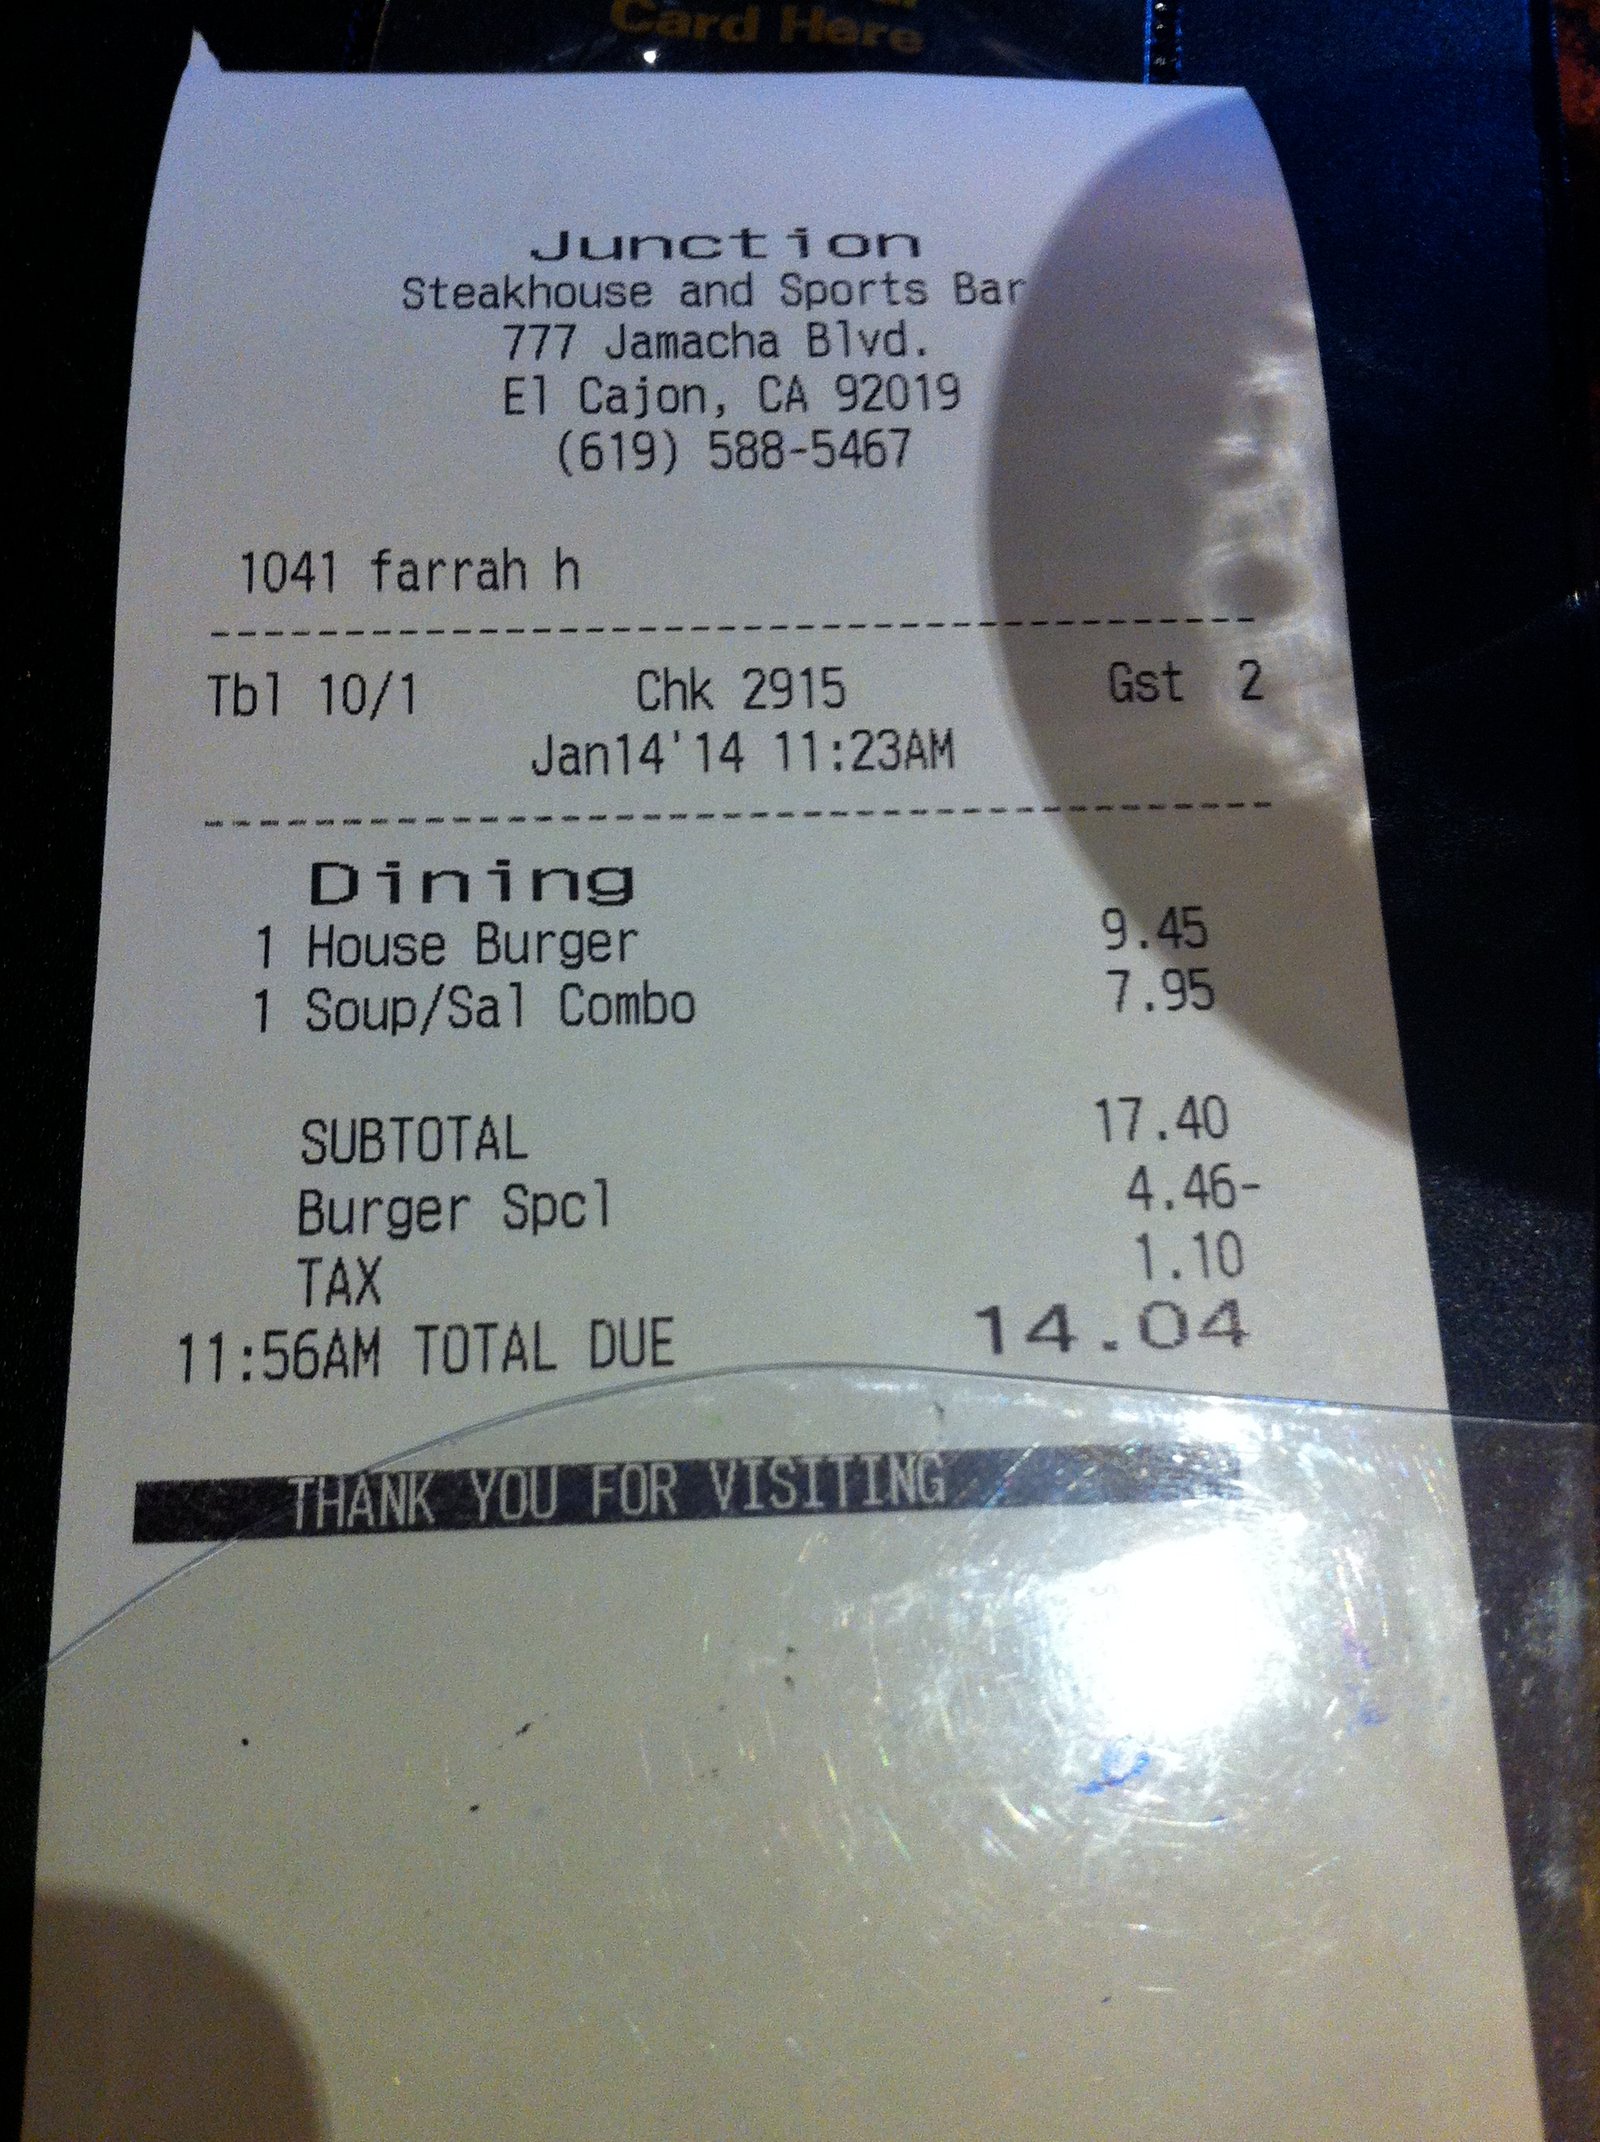 Card Here
Junction
Steakhouse and Sports Bar
777 Jamacha Blvd.
El Cajon, CA 92019
(619) 588-5467
1041 farrah h
Tbl 10/1 Chk 2915 Gst 2
Jan14'14 11:23AM
Dining
1 House Burger 9.45
1 Soup/Sal Combo 7.95
SUBTOTAL 17.40
Burger Spcl 4.46-
TAX 1.10
11:56AM TOTAL DUE 14.04
THANK YOU FOR VISITING